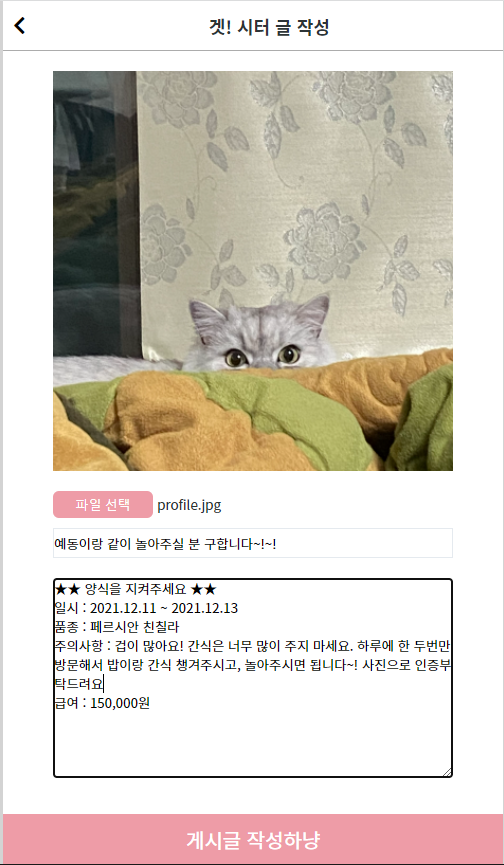 겟! 시터 글 작성
파일 선택 profile.jpg
예동이랑 같이 놀아주실 분 구합니다~!~!
★★ 양식을 지켜주세요 ★★
일시 : 2021.12.11 ~ 2021.12.13
품종 : 페르시안 친칠라
주의사항 : 겁이 많아요! 간식은 너무 많이 주지 마세요. 하루에 한 두번만
방문해서 밥이랑 간식 챙겨주시고, 놀아주시면 됩니다~! 사진으로 인증부
탁드려요
급여 : 150,000원
게시글 작성하냥